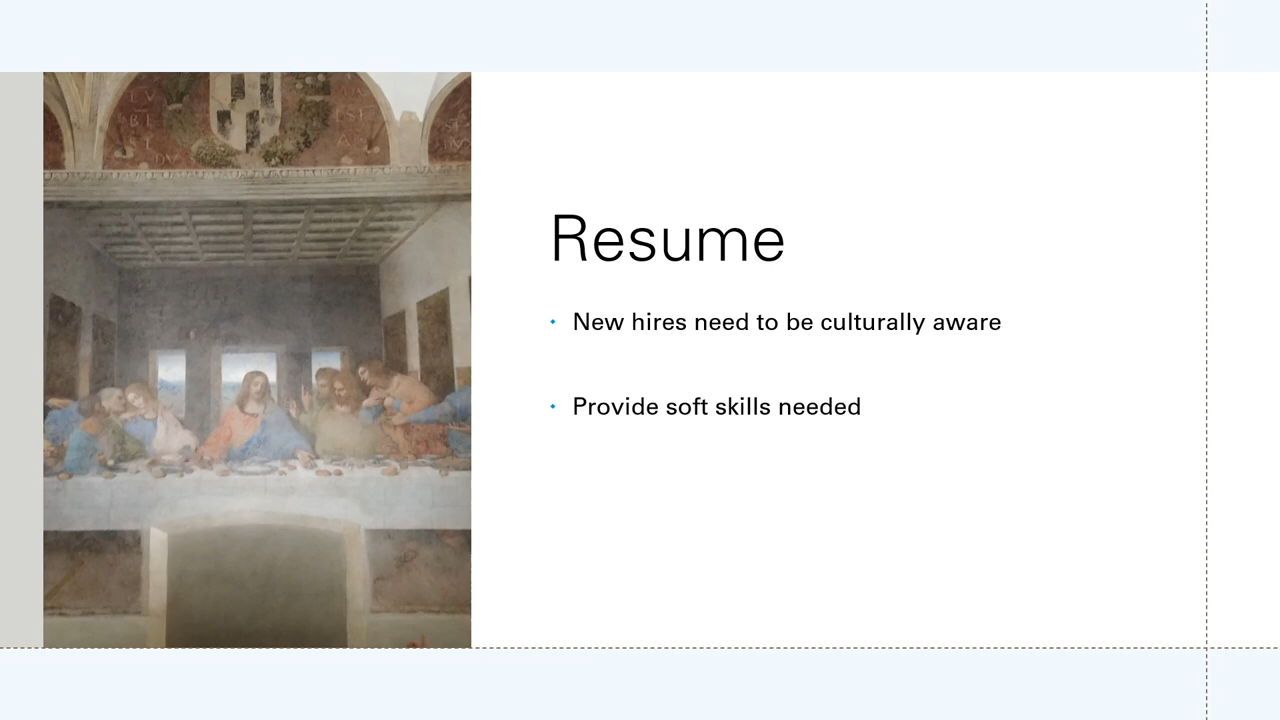 Resume
New hires need to be culturally aware
Provide soft skills needed